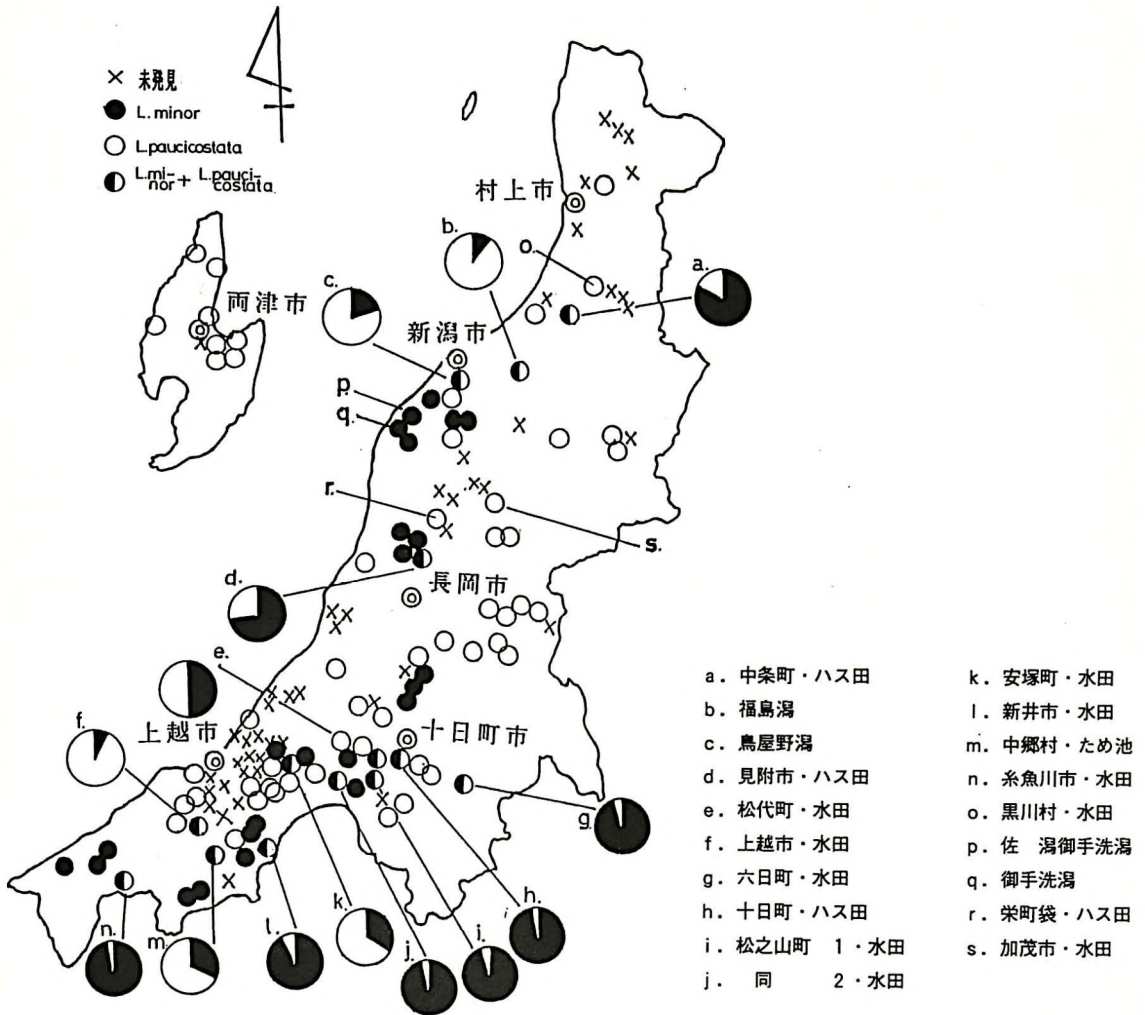 × 未発見
● L.minor
○ L.paucicostata
◐ L.mi-nor + L.pauci-costata.
村上市
b.
o.
a.
c.
両津市
新潟市
p.
q.
r.
s.
d.
長岡市
e.
f.
上越市
十日町市
g.
h.
i.
j.
k.
l.
m.
n.
a. 中条町・ハス田
b. 福島潟
c.鳥屋野潟
d. 見附市・ハス田
e. 松代町・水田
f. 上越市・水田
g. 六日町・水田
h. 十日町・ハス田
i. 松之山町 1・水田
j. 同 2・水田
k. 安塚町・水田
l. 新井市・水田
m. 中郷村・ため池
n. 糸魚川市・水田
o. 黒川村・水田
p. 佐 潟御手洗潟
q. 御手洗潟
r. 栄町袋・ハス田
s. 加茂市・水田